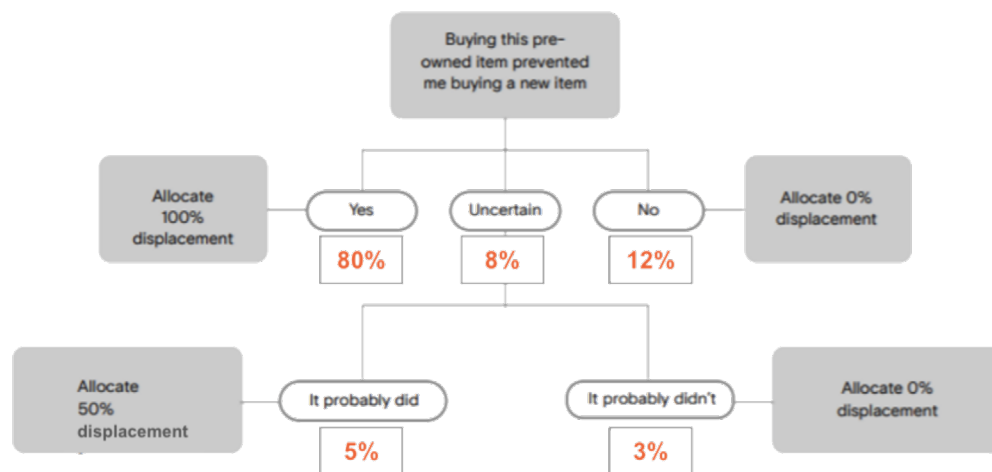 Buying this pre-
owned item prevented
me buying a new item
Allocate
100%
displacement
Yes
Uncertain
No
Allocate 0%
displacement
80%
8%
12%
Allocate
50%
displacement
It probably did
It probably didn't
Allocate 0%
displacement
5%
3%